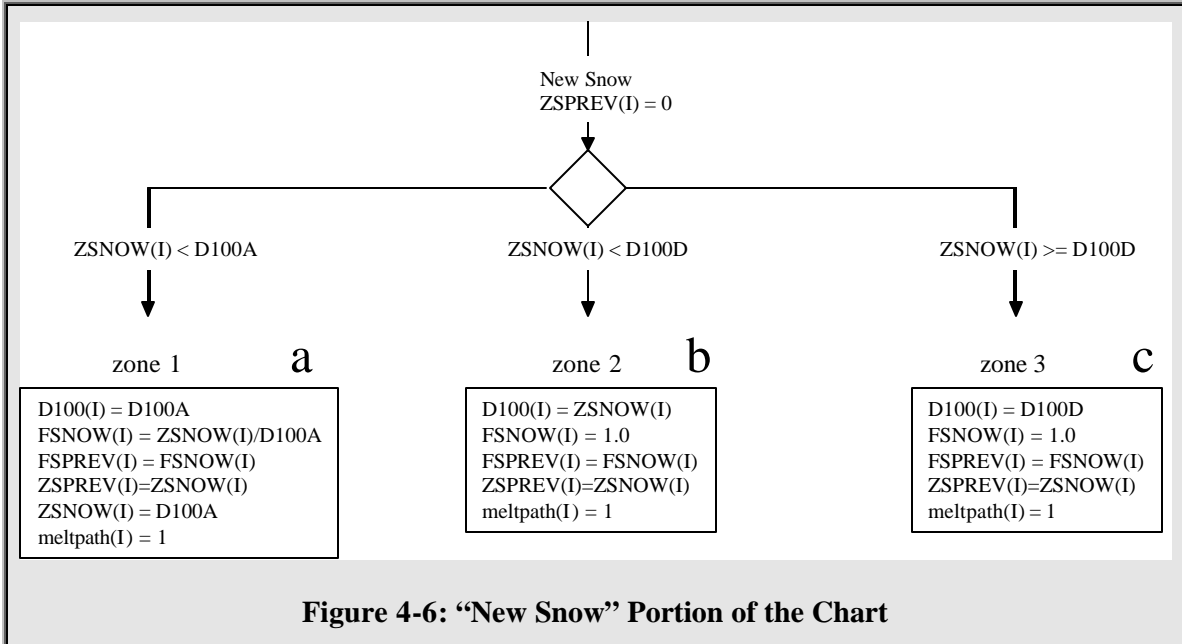 New Snow
ZSPREV(I) = 0
ZSNOW(I) < D100A
ZSNOW(I) < D100D
ZSNOW(I) >= D100D
zone 1
a
D100(I) = D100A
FSNOW(I) = ZSNOW(I)/D100A
FSPREV(I) = FSNOW(I)
ZSPREV(I)=ZSNOW(I)
ZSNOW(I) = D100A
meltpath(I) = 1
zone 2
b
D100(I) = ZSNOW(I)
FSNOW(I) = 1.0
FSPREV(I) = FSNOW(I)
ZSPREV(I)=ZSNOW(I)
meltpath(I) = 1
zone 3
c
D100(I) = D100D
FSNOW(I) = 1.0
FSPREV(I) = FSNOW(I)
ZSPREV(I)=ZSNOW(I)
meltpath(I) = 1
Figure 4-6: “New Snow” Portion of the Chart